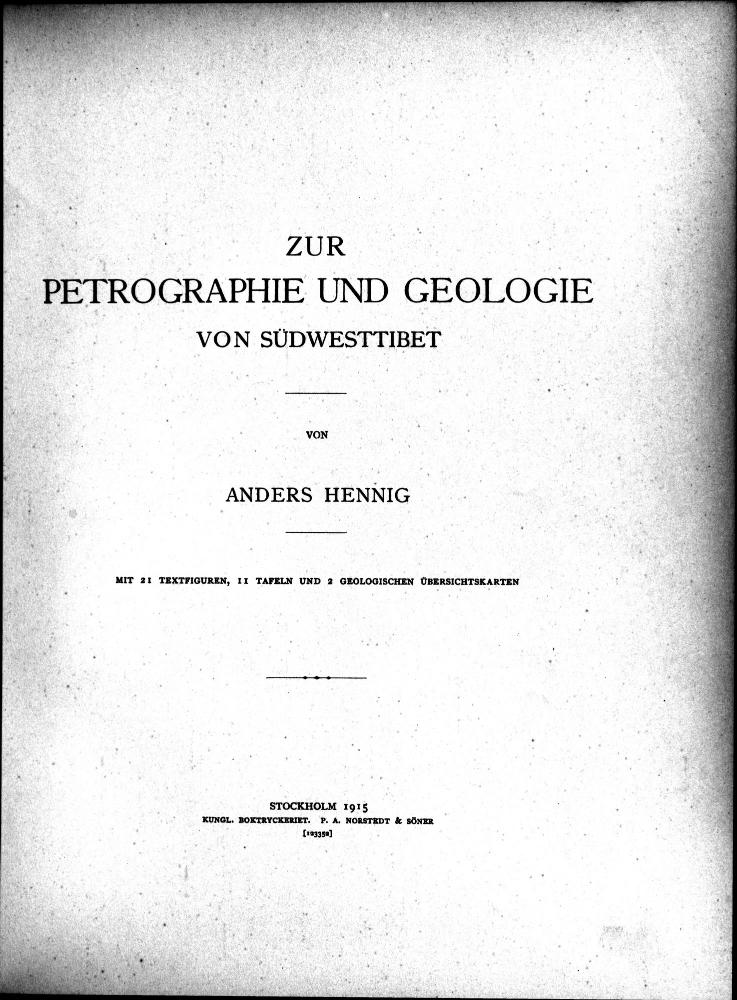 ZUR
PETROGRAPHIE UND GEOLOGIE
VON SÜDWESTTIBET
VON
ANDERS HENNIG
MIT 21 TEXTFIGUREN, 11 TAFELN UND 2 GEOLOGISCHEN ÜBERSICHTSKARTEN
STOCKHOLM 1915
KUNGL. BOKTRYCKERIET. P. A. NORSTEDT & SÖNER